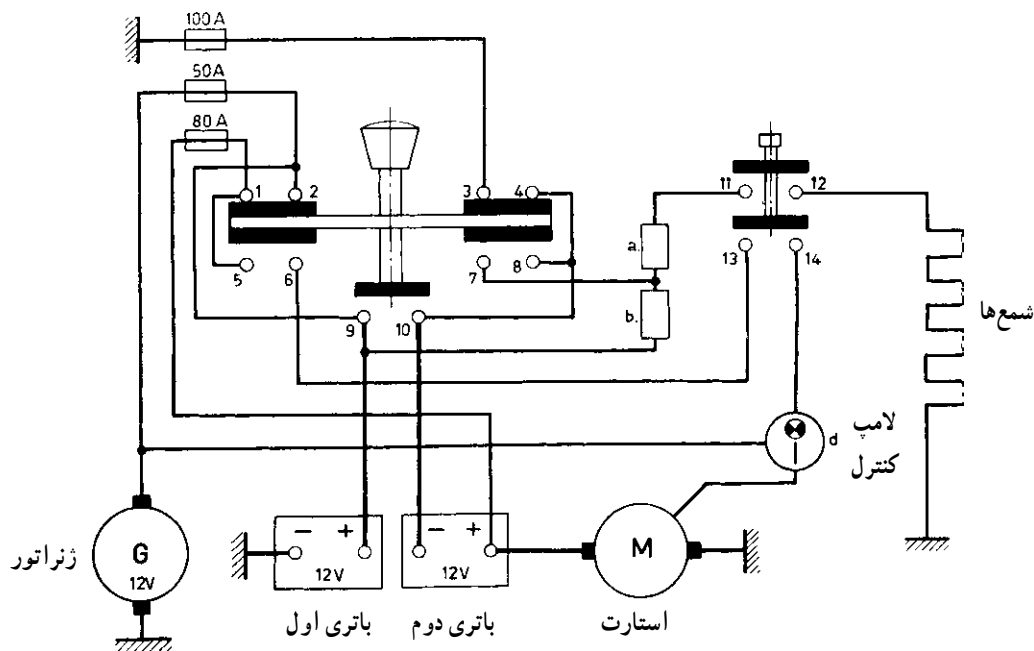 100 A
50 A
80 A
1 2
3 4
11 12
a.
5 6
7 8
13 14
b.
9 10
شمع‌ها
لامپ
کنترل
d
- +
- +
G
12V
12V
12V
M
ژنراتور
باتری اول
باتری دوم
استارت